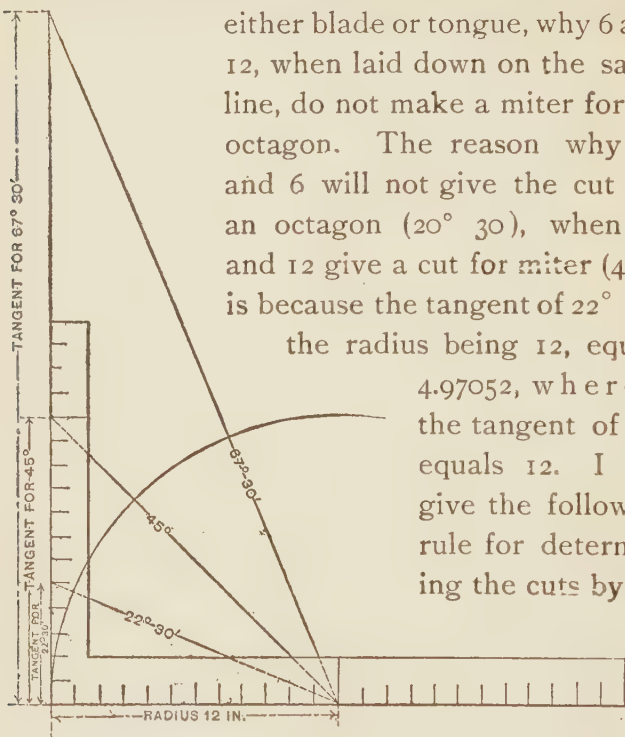 either blade or tongue, why 6 a
12, when laid down on the sa
line, do not make a miter for
octagon. The reason why
and 6 will not give the cut
an octagon (20° 30), when
and 12 give a cut for miter (4
is because the tangent of 22°
the radius being 12, equ
4.97052, wher
the tangent of
equals 12. I
give the follow
rule for determ
ing the cuts by
TANGENT FOR 67° 30′
TANGENT FOR 45°
TANGENT FOR
22°30′
67°-30′
45°
22°-30′
RADIUS 12 IN.